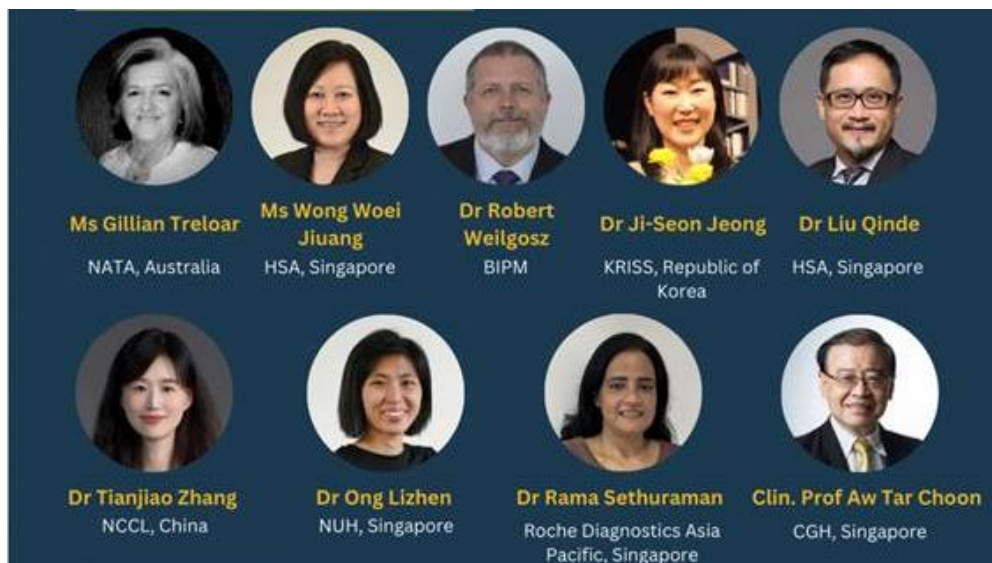 Ms Gillian Treloar
NATA, Australia
Ms Wong Woei
Jiuang
HSA, Singapore
Dr Robert
Weilgosz
BIPM
Dr Ji-Seon Jeong
KRISS, Republic of
Korea
Dr Liu Qinde
HSA, Singapore
Dr Tianjiao Zhang
NCCL, China
Dr Ong Lizhen
NUH, Singapore
Dr Rama Sethuraman
Roche Diagnostics Asia
Pacific, Singapore
Clin. Prof Aw Tar Choon
CGH, Singapore